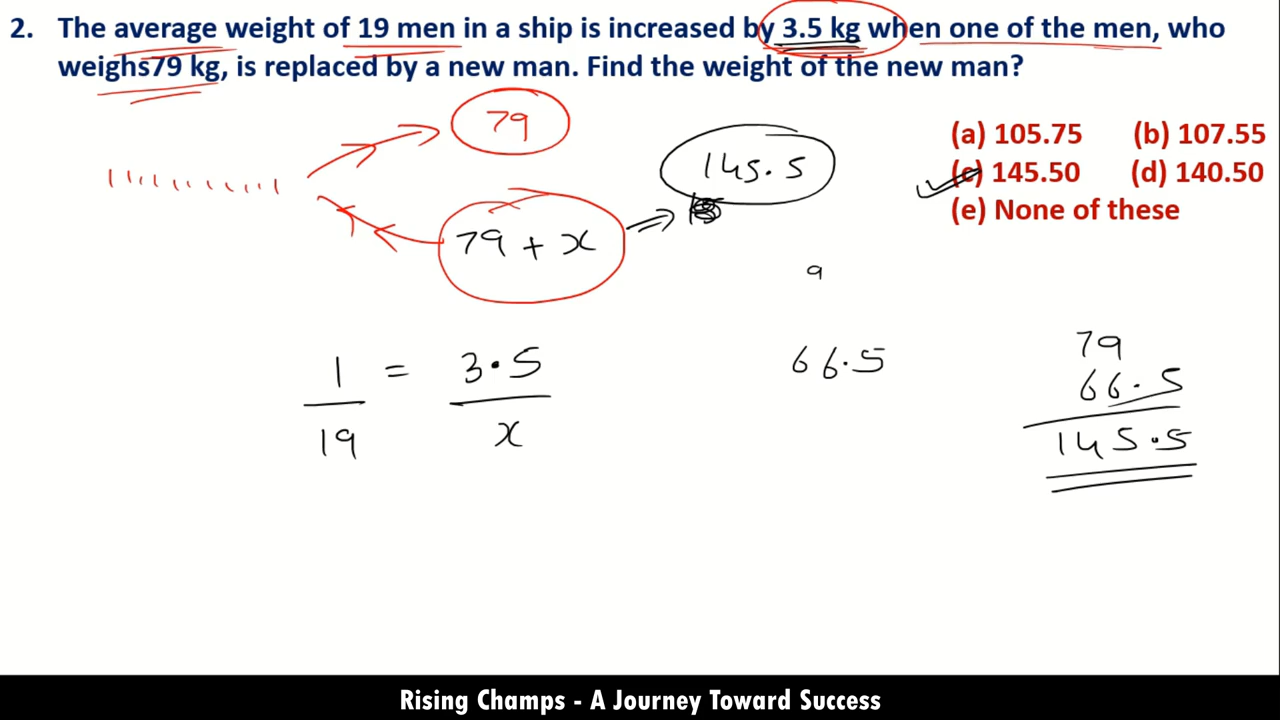 2. The average weight of 19 men in a ship is increased by 3.5 kg when one of the men, who
weighs79 kg, is replaced by a new man. Find the weight of the new man?
79
(a) 105.75 (b) 107.55
145.5
(c) 145.50 (d) 140.50
(e) None of these
79 + x
9
1/19 = 3.5/x
66.5
79
66.5
145.5
Rising Champs - A Journey Toward Success